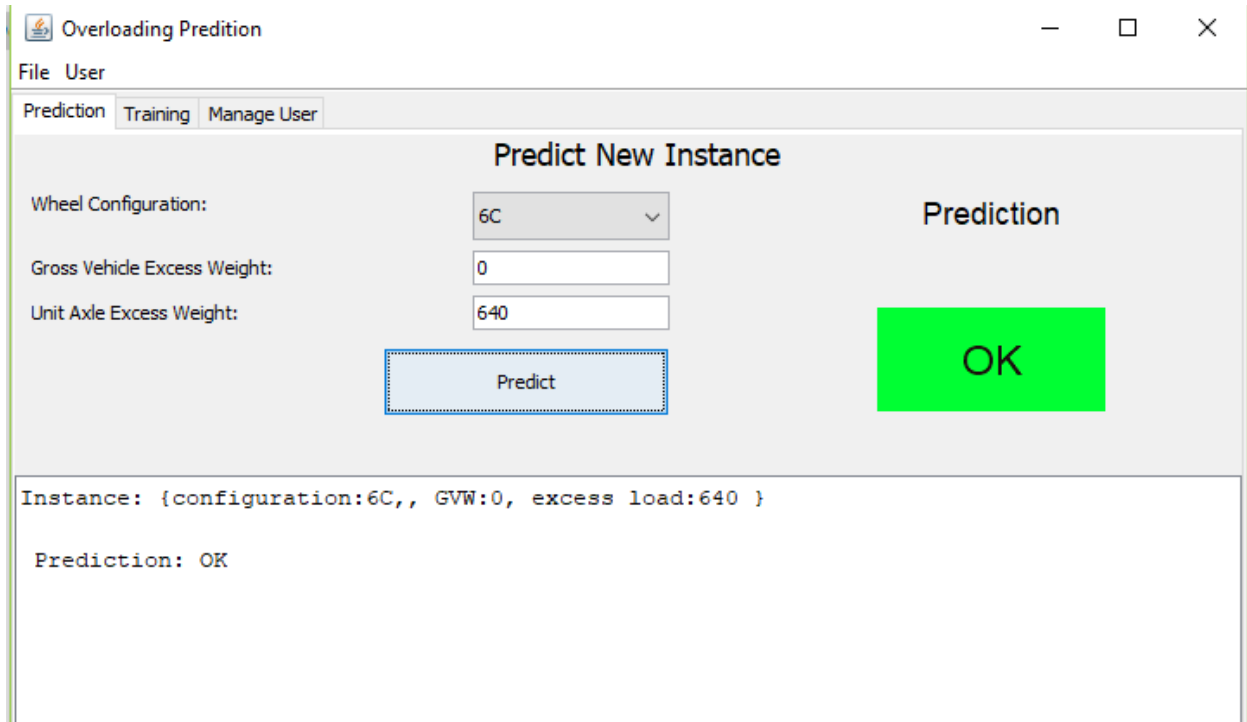 Overloading Predition
File User
Prediction Training Manage User
Predict New Instance
Wheel Configuration:
6C
Prediction
Gross Vehicle Excess Weight:
0
Unit Axle Excess Weight:
640
OK
Predict
Instance: {configuration:6C,, GVW:0, excess load:640 }
Prediction: OK